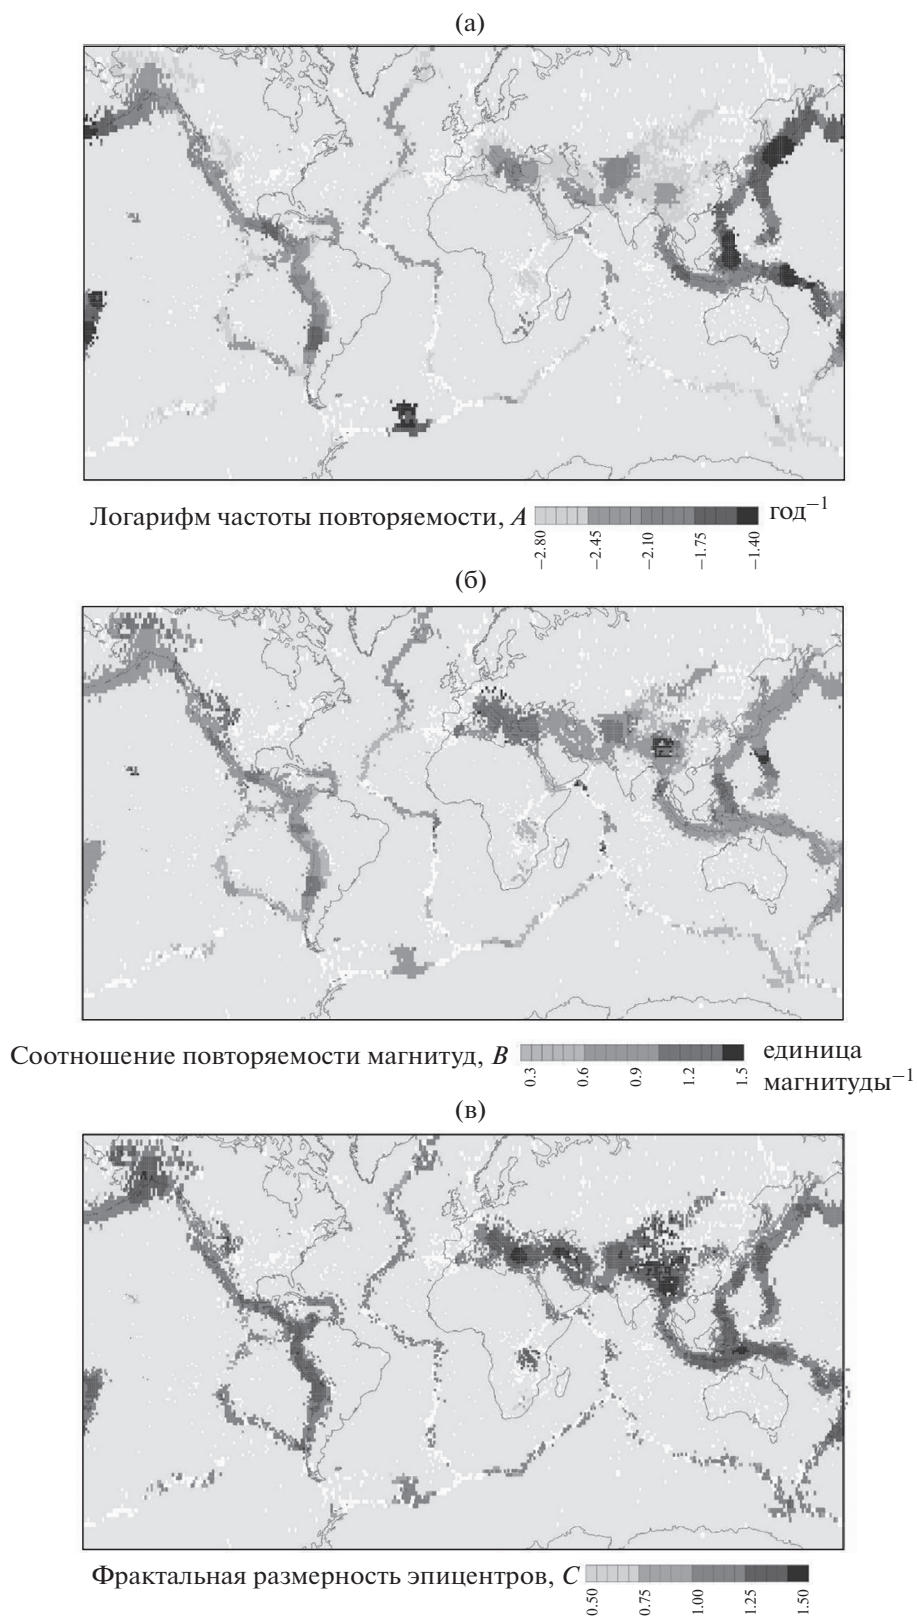 (а)
Логарифм частоты повторяемости, A год⁻¹
−2.80 −2.45 −2.10 −1.75 −1.40
(б)
Соотношение повторяемости магнитуд, B единица
магнитуды⁻¹
0.3 0.6 0.9 1.2 1.5
(в)
Фрактальная размерность эпицентров, C
0.50 0.75 1.00 1.25 1.50